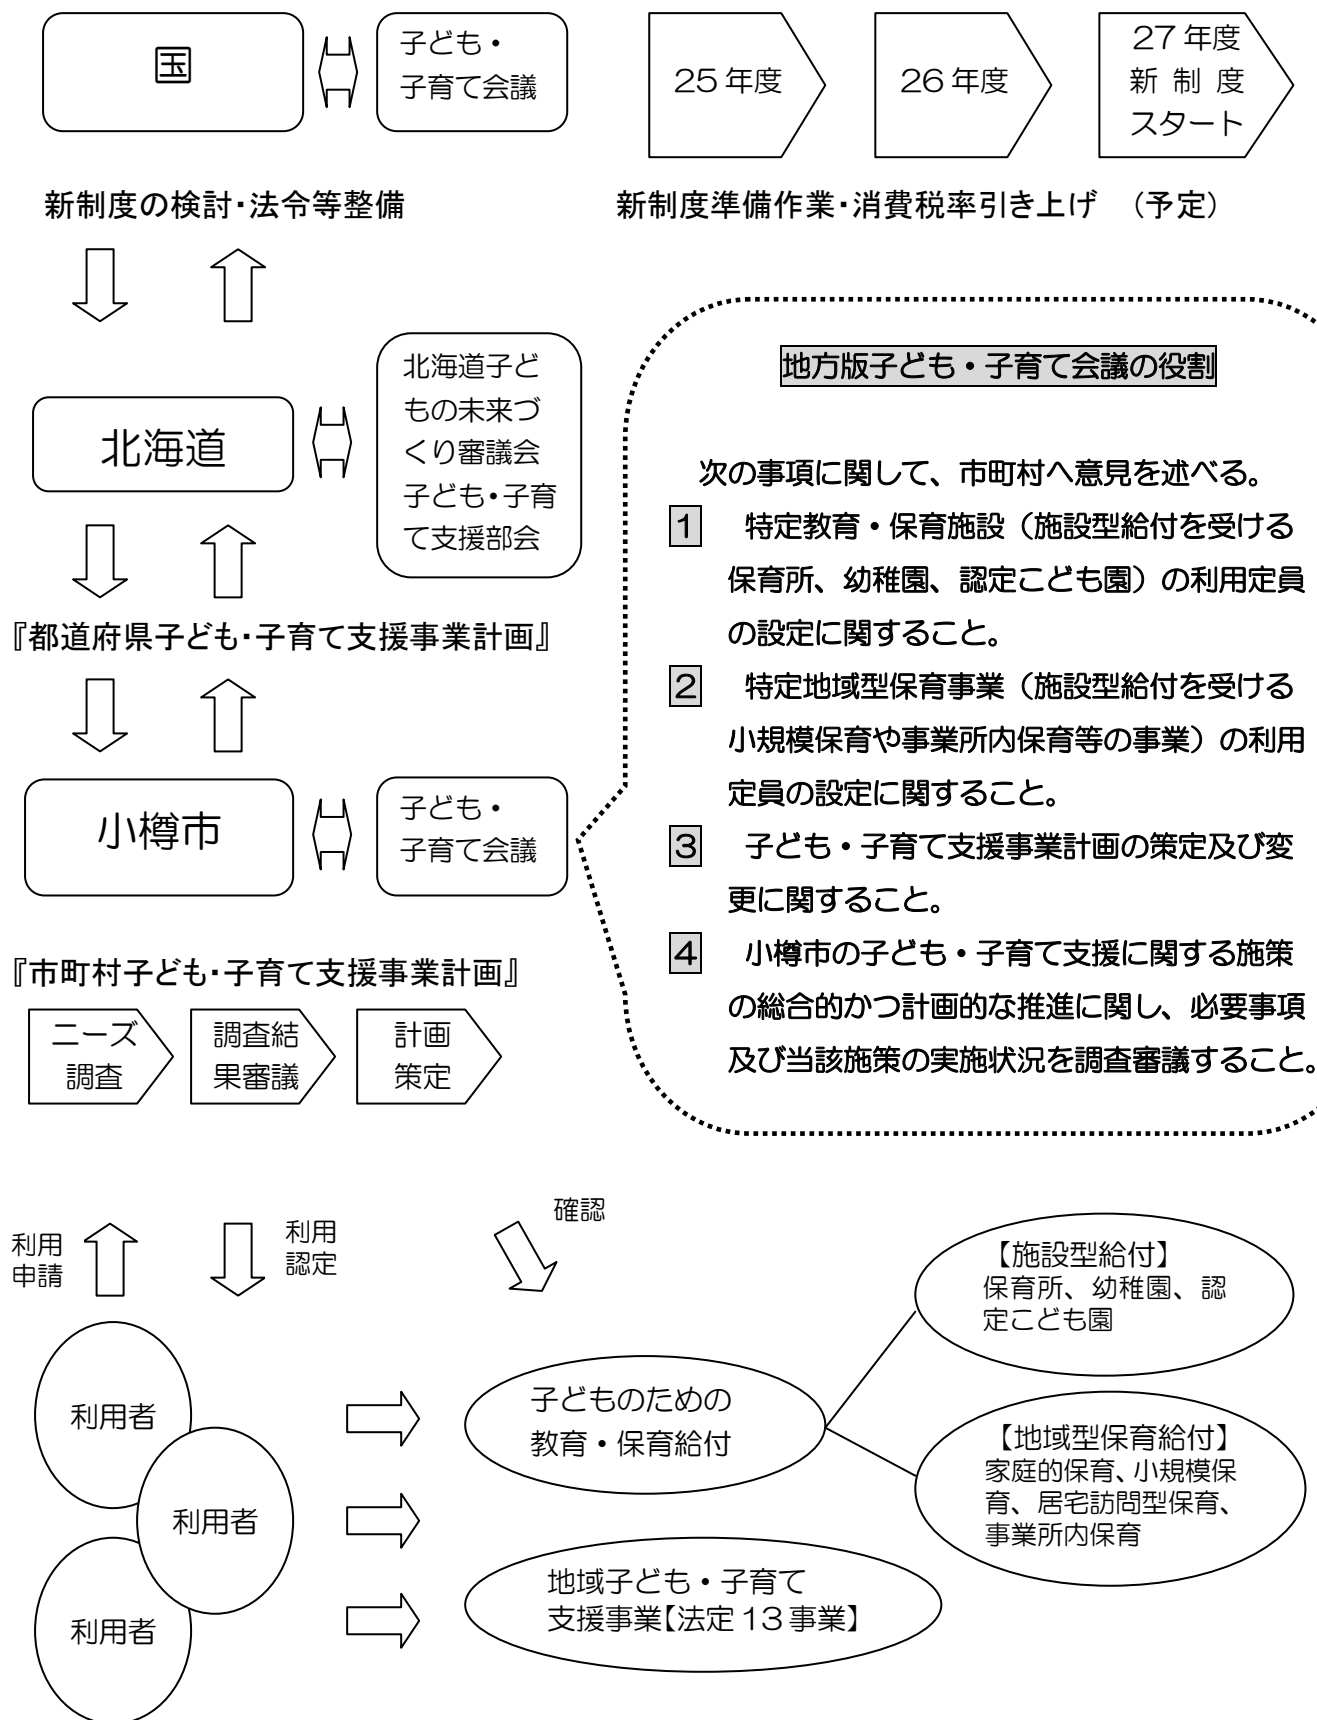 国
子ども・
子育て会議
25年度
26年度
27年度
新 制 度
スタート
新制度の検討・法令等整備
新制度準備作業・消費税率引き上げ （予定）
北海道
北海道子ど
もの未来づ
くり審議会
子ども・子育
て支援部会
『都道府県子ども・子育て支援事業計画』
小樽市
子ども・
子育て会議
『市町村子ども・子育て支援事業計画』
ニーズ
調査
調査結
果審議
計画
策定
地方版子ども・子育て会議の役割
次の事項に関して、市町村へ意見を述べる。
1 特定教育・保育施設（施設型給付を受ける
保育所、幼稚園、認定こども園）の利用定員
の設定に関すること。
2 特定地域型保育事業（施設型給付を受ける
小規模保育や事業所内保育等の事業）の利用
定員の設定に関すること。
3 子ども・子育て支援事業計画の策定及び変
更に関すること。
4 小樽市の子ども・子育て支援に関する施策
の総合的かつ計画的な推進に関し、必要事項
及び当該施策の実施状況を調査審議すること。
利用
申請
利用
認定
確認
利用者
利用者
利用者
子どものための
教育・保育給付
【施設型給付】
保育所、幼稚園、認
定こども園
【地域型保育給付】
家庭的保育、小規模保
育、居宅訪問型保育、
事業所内保育
地域子ども・子育て
支援事業【法定13事業】